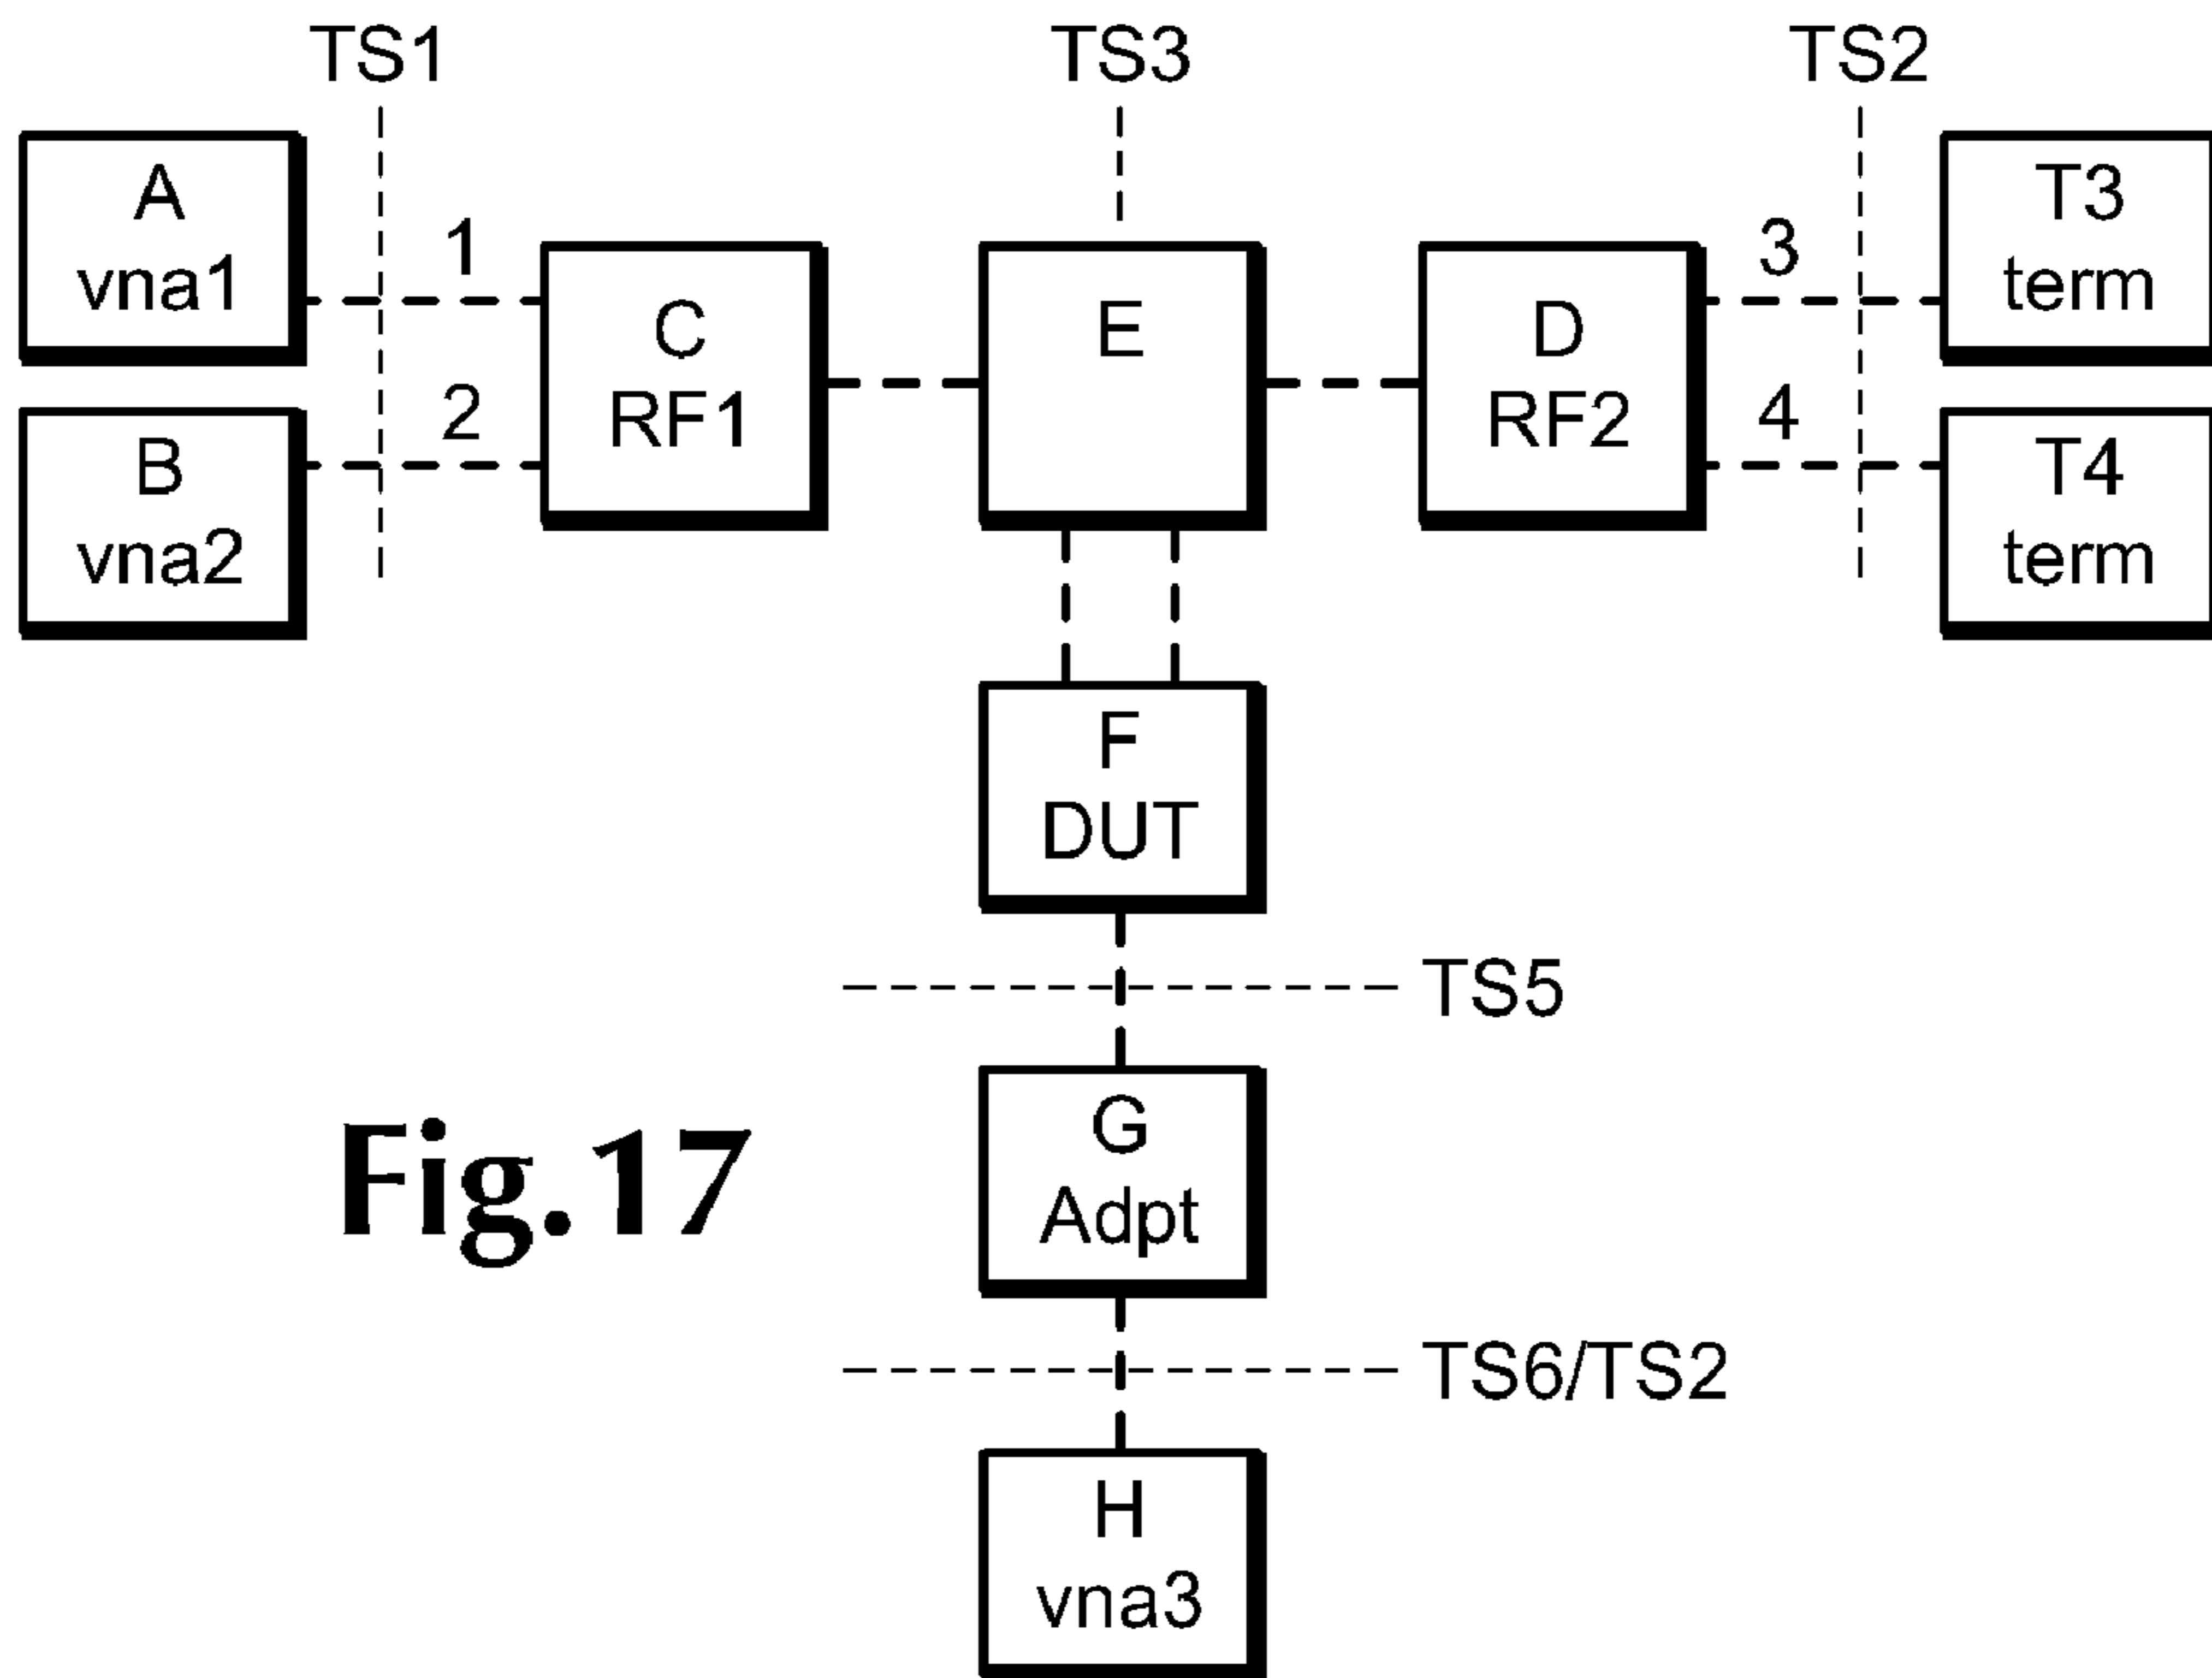 TS1
TS3
TS2
A
vna1
1
C
RF1
E
D
RF2
3
T3
term
B
vna2
2
4
T4
term
F
DUT
TS5
G
Adpt
Fig.17
TS6/TS2
H
vna3